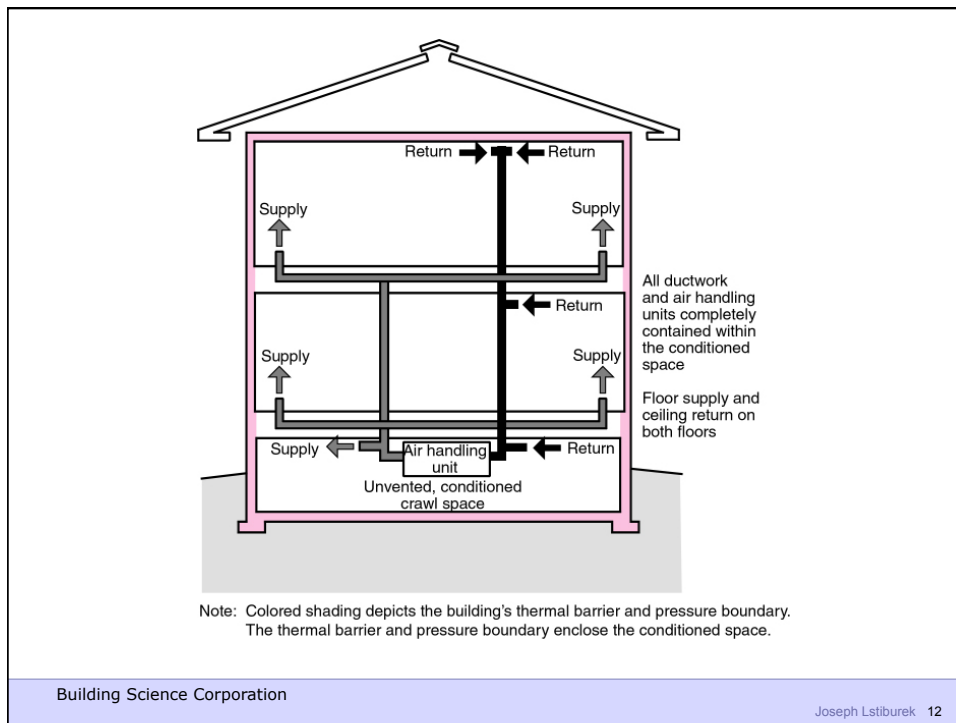 Return
Return
Supply
Supply
All ductwork
and air handling
units completely
contained within
the conditioned
space
Return
Supply
Supply
Floor supply and
ceiling return on
both floors
Supply
Air handling
unit
Return
Unvented, conditioned
crawl space
Note: Colored shading depicts the building's thermal barrier and pressure boundary.
The thermal barrier and pressure boundary enclose the conditioned space.
Building Science Corporation
Joseph Lstiburek 12